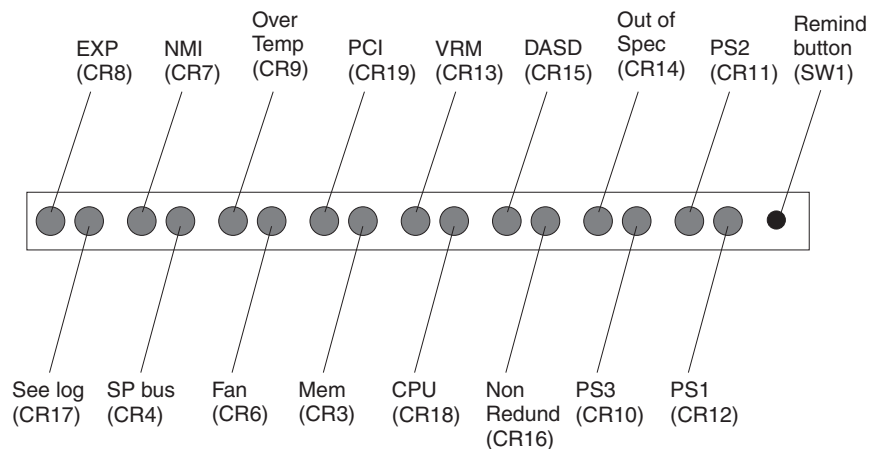 EXP
(CR8)
NMI
(CR7)
Over
Temp
(CR9)
PCI
(CR19)
VRM
(CR13)
DASD
(CR15)
Out of
Spec
(CR14)
PS2
(CR11)
Remind
button
(SW1)
See log
(CR17)
SP bus
(CR4)
Fan
(CR6)
Mem
(CR3)
CPU
(CR18)
Non
Redund
(CR16)
PS3
(CR10)
PS1
(CR12)